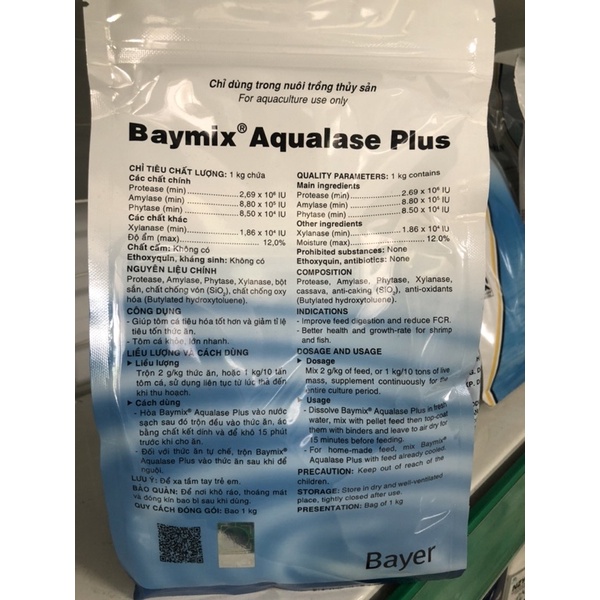 Chỉ dùng trong nuôi trồng thủy sản
For aquaculture use only
Baymix® Aqualase Plus
CHỈ TIÊU CHẤT LƯỢNG: 1 kg chứa
Các chất chính
Protease (min)..........................2,69 x 10⁶ IU
Amylase (min)..........................8,80 x 10⁵ IU
Phytase (min)..........................8,50 x 10⁴ IU
Các chất khác
Xylanase (min)..........................1,86 x 10⁴ IU
Độ ẩm (max)..........................12,0%
Chất cấm: Không có
Ethoxyquin, kháng sinh: Không có
NGUYÊN LIỆU CHÍNH
Protease, Amylase, Phytase, Xylanase, bột
sắn, chất chống vón (SiO₂), chất chống oxy
hóa (Butylated hydroxytoluene).
CÔNG DỤNG
- Giúp tôm cá tiêu hóa tốt hơn và giảm tỉ lệ
tiêu tốn thức ăn.
- Tôm cá khỏe, lớn nhanh.
LIỀU LƯỢNG VÀ CÁCH DÙNG
▶ Liều lượng
Trộn 2 g/kg thức ăn, hoặc 1 kg/10 tấn
tôm cá, sử dụng liên tục từ lúc thả đến
khi thu hoạch.
▶ Cách dùng
- Hòa Baymix® Aqualase Plus vào nước
sạch sau đó trộn đều vào thức ăn, áo
bằng chất kết dính và để khô 15 phút
trước khi cho ăn.
- Đối với thức ăn tự chế, trộn Baymix®
Aqualase Plus vào thức ăn sau khi để
nguội.
LƯU Ý: Để xa tầm tay trẻ em.
BẢO QUẢN: Để nơi khô ráo, thoáng mát
và đóng kín bao bì sau khi dùng.
QUY CÁCH ĐÓNG GÓI: Bao 1 kg
QUALITY PARAMETERS: 1 kg contains
Main ingredients
Protease (min)..........................2.69 x 10⁶ IU
Amylase (min)..........................8.80 x 10⁵ IU
Phytase (min)..........................8.50 x 10⁴ IU
Other ingredients
Xylanase (min)..........................1.86 x 10⁴ IU
Moisture (max)..........................12.0%
Prohibited substances: None
Ethoxyquin, antibiotics: None
COMPOSITION
Protease, Amylase, Phytase, Xylanase,
cassava, anti-caking (SiO₂), anti-oxidants
(Butylated hydroxytoluene).
INDICATIONS
- Improve feed digestion and reduce FCR.
- Better health and growth-rate for shrimp
and fish.
DOSAGE AND USAGE
▶ Dosage
Mix 2 g/kg of feed, or 1 kg/10 tons of live
mass, supplement continuously for the
entire culture period.
▶ Usage
- Dissolve Baymix® Aqualase Plus in fresh
water, mix with pellet feed then top-coat
them with binders and leave to air dry for
15 minutes before feeding.
- For home-made feed, mix Baymix®
Aqualase Plus with feed already cooled.
PRECAUTION: Keep out of reach of the
children.
STORAGE: Store in dry and well-ventilated
place, tightly closed after use.
PRESENTATION: Bag of 1 kg
Bayer